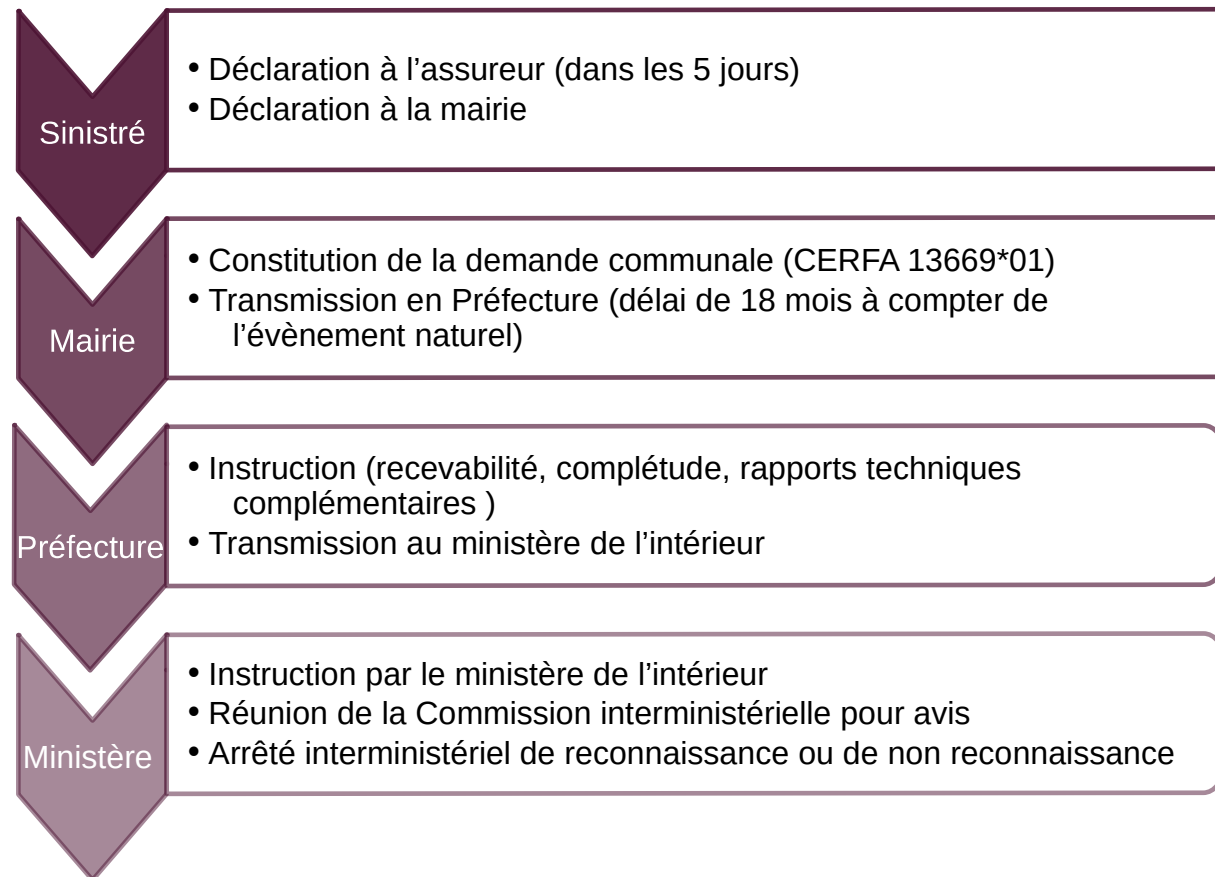 Sinistré
• Déclaration à l’assureur (dans les 5 jours)
• Déclaration à la mairie
Mairie
• Constitution de la demande communale (CERFA 13669*01)
• Transmission en Préfecture (délai de 18 mois à compter de
l’évènement naturel)
Préfecture
• Instruction (recevabilité, complétude, rapports techniques
complémentaires )
• Transmission au ministère de l’intérieur
Ministère
• Instruction par le ministère de l’intérieur
• Réunion de la Commission interministérielle pour avis
• Arrêté interministériel de reconnaissance ou de non reconnaissance